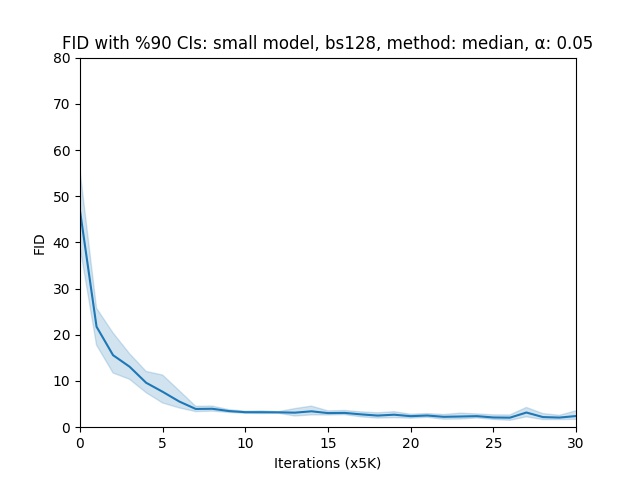 FID with %90 CIs: small model, bs128, method: median, α: 0.05
80
70
60
50
40
30
20
10
0
FID
0 5 10 15 20 25 30
Iterations (x5K)